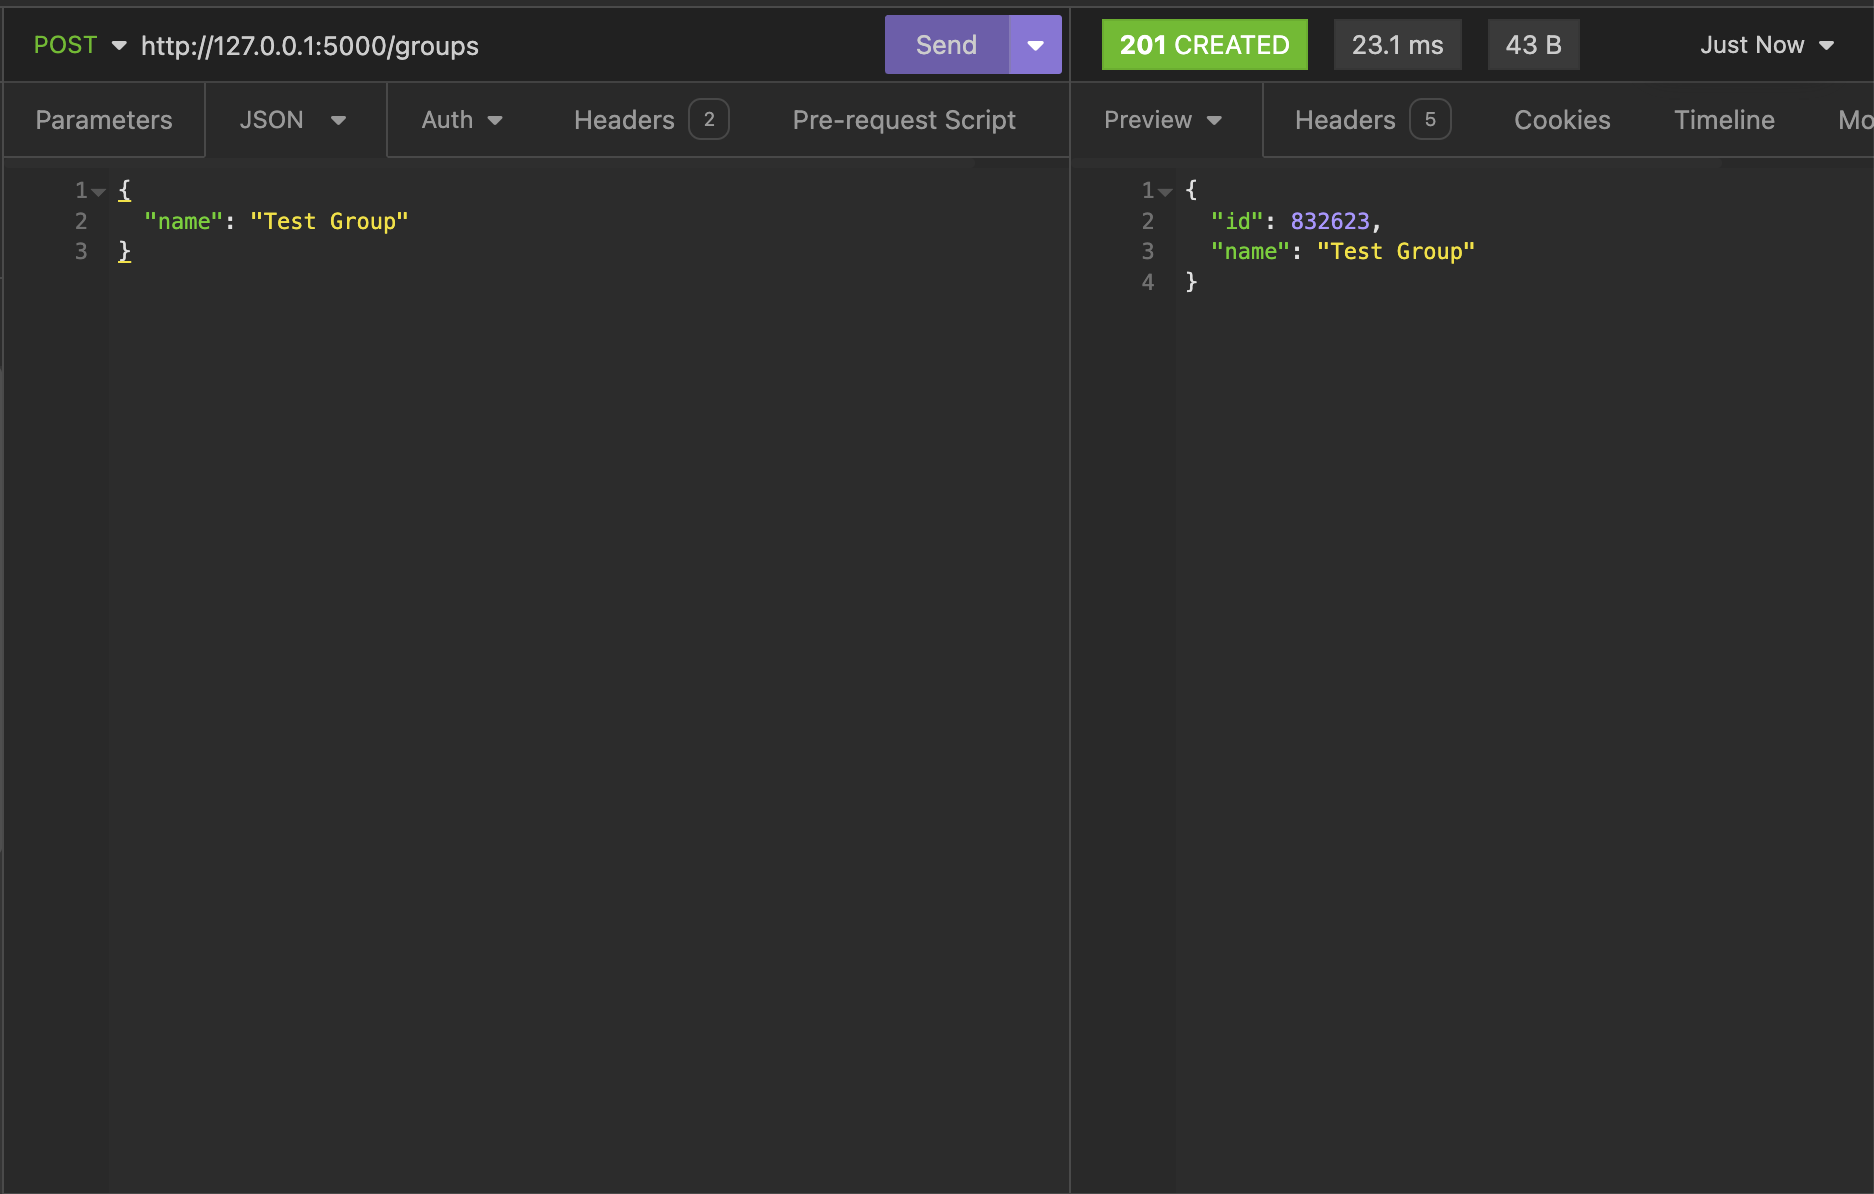 POST http://127.0.0.1:5000/groups Send
Parameters JSON Auth Headers 2 Pre-request Script
1 {
2 "name": "Test Group"
3 }
201 CREATED 23.1 ms 43 B Just Now
Preview Headers 5 Cookies Timeline Mo
1 {
2 "id": 832623,
3 "name": "Test Group"
4 }